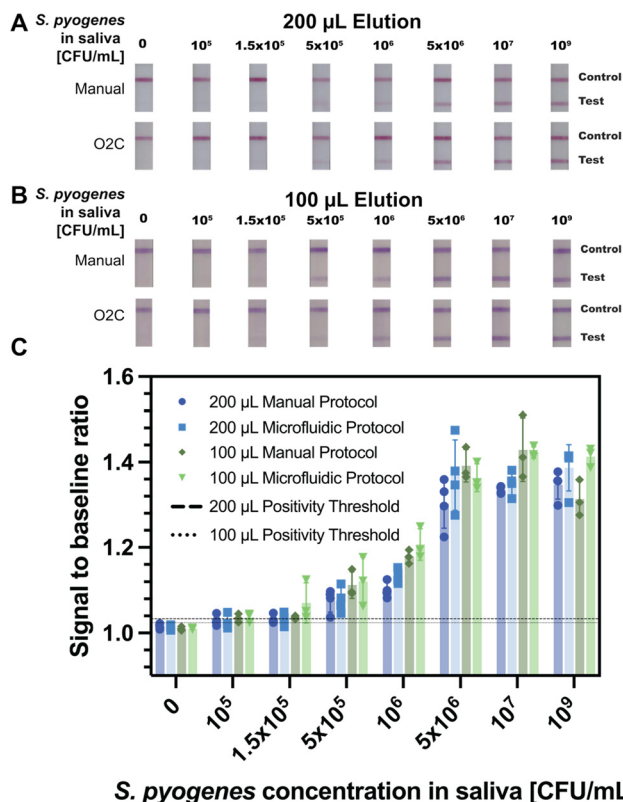 A
S. pyogenes
in saliva
[CFU/mL]
200 µL Elution
0 10⁵ 1.5x10⁵ 5x10⁵ 10⁶ 5x10⁶ 10⁷ 10⁹
Manual
Control
Test
O2C
Control
Test
B
S. pyogenes
in saliva
[CFU/mL]
100 µL Elution
0 10⁵ 1.5x10⁵ 5x10⁵ 10⁶ 5x10⁶ 10⁷ 10⁹
Manual
Control
Test
O2C
Control
Test
C
Signal to baseline ratio
1.6
1.4
1.2
1.0
200 µL Manual Protocol
200 µL Microfluidic Protocol
100 µL Manual Protocol
100 µL Microfluidic Protocol
200 µL Positivity Threshold
100 µL Positivity Threshold
0 10⁵ 1.5x10⁵ 5x10⁵ 10⁶ 5x10⁶ 10⁷ 10⁹
S. pyogenes concentration in saliva [CFU/mL